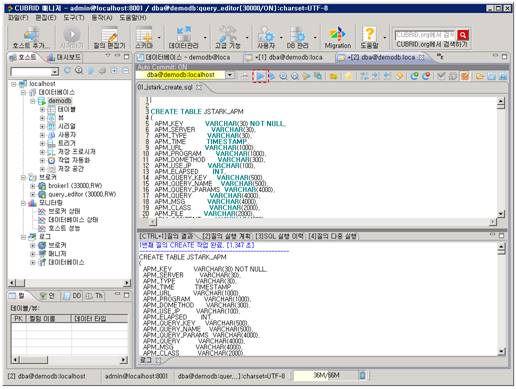 CUBRID 매니저 - admin@localhost:8001 / dba@demodb:query_editor[30000/ON]:charset=UTF-8
파일(F) 편집(E) 도구(T) 동작(A) 도움말(H)
호스트 추가... 시작하기 질의 편집기 스키마 데이터관리 고급 기능 사용자 DB 관리 Migration 도움말
CUBRID.org에서 검색
CUBRID.org에서 검색하기
호스트 대시보드
localhost
데이터베이스
demodb
테이블
뷰
시리얼
사용자
트리거
저장 프로시저
작업 자동화
저장 공간
브로커
broker1 (33000,RW)
query_editor (30000,RW)
모니터링
브로커 상태
데이터베이스 상태
호스트 성능
로그
브로커
매니저
데이터베이스
컬 인 DD Th
테이블/뷰:
PK 컬럼 이름 데이터 타입
데이터베이스 - demodb@loca *[1] dba@demodb:loca *[2] dba@demodb:loca
Auto Commit: ON
dba@demodb:localhost
01_jstark_create.sql
1
2
3 CREATE TABLE JSTARK_APM
4 (
5 APM_KEY VARCHAR(30) NOT NULL,
6 APM_SERVER VARCHAR(30),
7 APM_TYPE VARCHAR(30),
8 APM_TIME TIMESTAMP
9 APM_URL VARCHAR(1000),
10 APM_PROGRAM VARCHAR(1000),
11 APM_DOMETHOD VARCHAR(300),
12 APM_USE_IP VARCHAR(100),
13 APM_ELAPSED INT
14 APM_QUERY_KEY VARCHAR(500)
15 APM_QUERY_NAME VARCHAR(500),
16 APM_QUERY_PARAMS VARCHAR(4000),
17 APM_QUERY VARCHAR(4000),
18 APM_MSG VARCHAR(4000),
19 APM_CLASS VARCHAR(2000),
20 APM_FILE VARCHAR(2000),
[CTRL+1]질의 결과 [2]질의 실행 계획 [3]SQL 실행 이력 [4]질의 다중 실행
1번째 질의 CREATE 작업 완료, [1,347 초]
CREATE TABLE JSTARK_APM
(
APM_KEY VARCHAR(30) NOT NULL,
APM_SERVER VARCHAR(30),
APM_TYPE VARCHAR(30),
APM_TIME TIMESTAMP
APM_URL VARCHAR(1000)
APM_PROGRAM VARCHAR(1000),
APM_DOMETHOD VARCHAR(300),
APM_USE_IP VARCHAR(100),
APM_ELAPSED INT
APM_QUERY_KEY VARCHAR(500)
APM_QUERY_NAME VARCHAR(500)
APM_QUERY_PARAMS VARCHAR(4000),
APM_QUERY VARCHAR(4000),
APM_MSG VARCHAR(4000)
APM_CLASS VARCHAR(2000)
로그
[2] dba@demodb:localhost admin@localhost:8001 dba@demodb:quer,,,]:charset=UTF-8 36M/66M